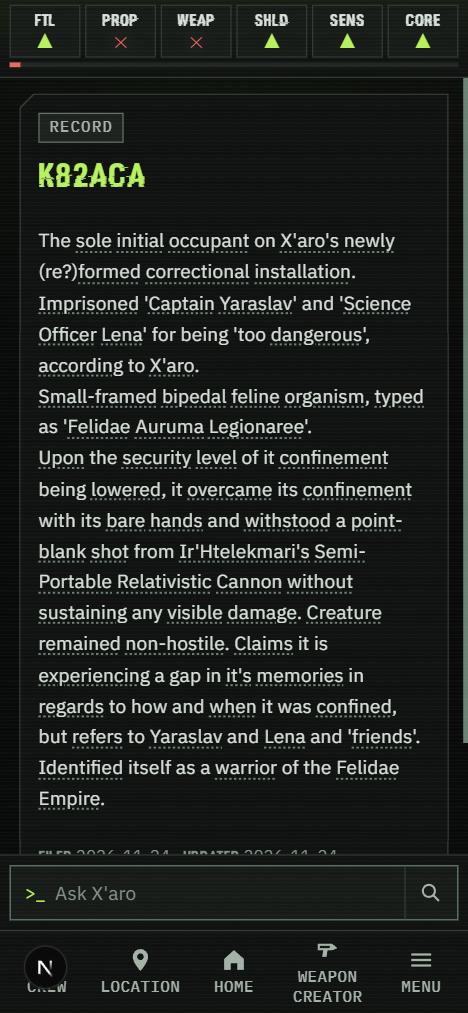 FTL PROP WEAP SHLD SENS CORE
RECORD
K82ACA
The sole initial occupant on X'aro's newly
(re?)formed correctional installation.
Imprisoned 'Captain Yaraslav' and 'Science
Officer Lena' for being 'too dangerous',
according to X'aro.
Small-framed bipedal feline organism, typed
as 'Felidae Auruma Legionaree'.
Upon the security level of it confinement
being lowered, it overcame its confinement
with its bare hands and withstood a point-
blank shot from Ir'Htelekmari's Semi-
Portable Relativistic Cannon without
sustaining any visible damage. Creature
remained non-hostile. Claims it is
experiencing a gap in it's memories in
regards to how and when it was confined,
but refers to Yaraslav and Lena and 'friends'.
Identified itself as a warrior of the Felidae
Empire.
>_ Ask X'aro
N
CREW LOCATION HOME WEAPON CREATOR MENU